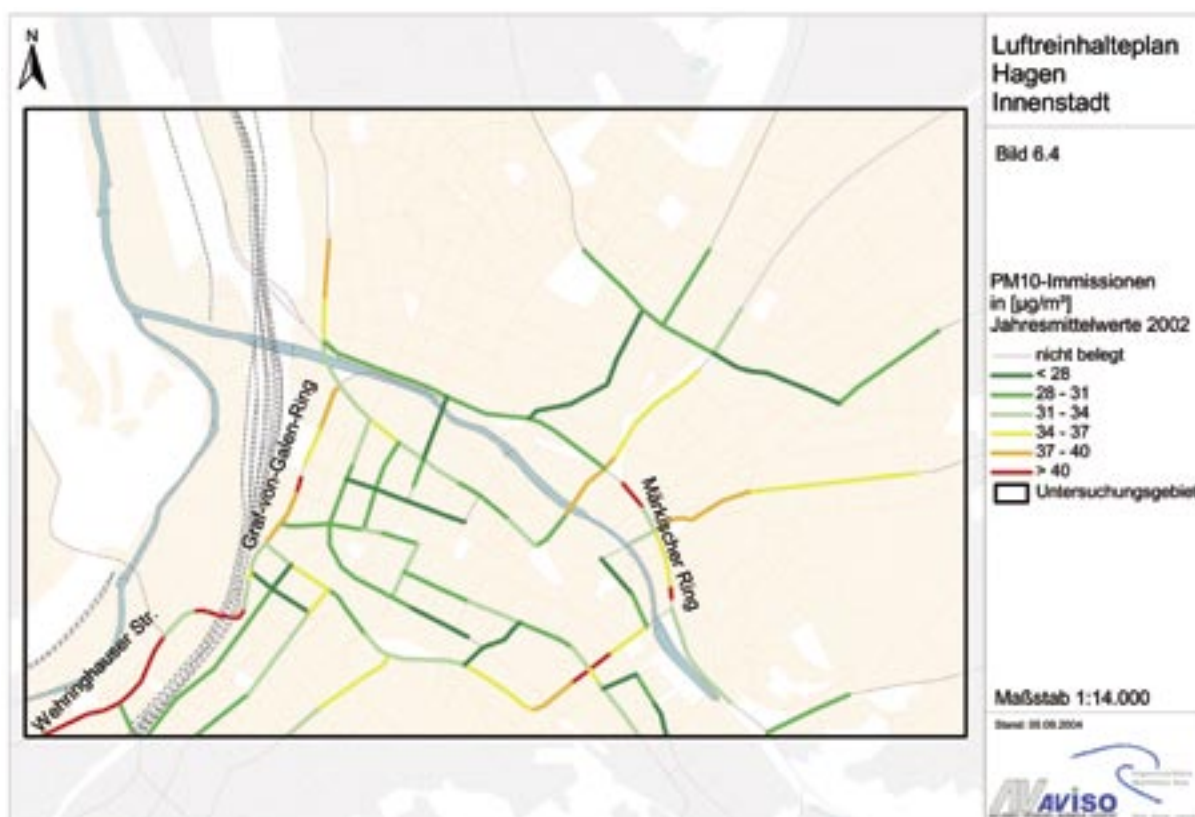 N
Graf-von-Galen-Ring
Märkischer Ring
Wehringhauser Str.
Luftreinhalteplan
Hagen
Innenstadt
Bild 6.4
PM10-Immissionen
in [µg/m³]
Jahresmittelwerte 2002
nicht belegt
< 28
28 - 31
31 - 34
34 - 37
37 - 40
> 40
Untersuchungsgebiet
Maßstab 1:14.000
Stand: 2004
AVISO